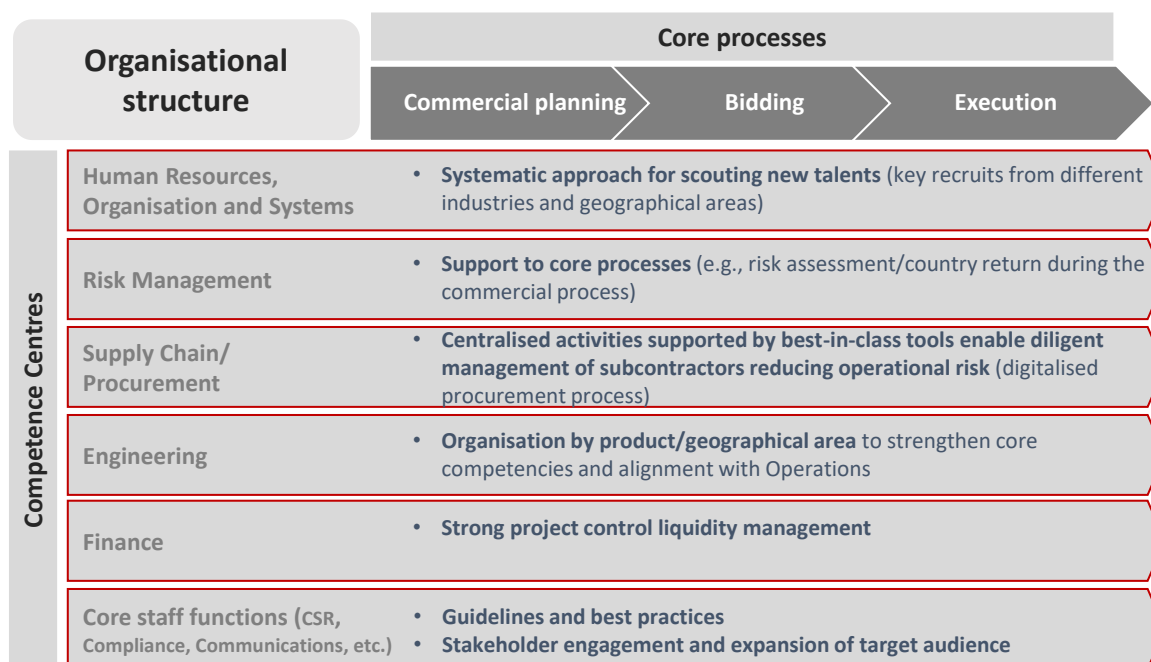 Organisational
structure
Core processes
Commercial planning
Bidding
Execution
Competence Centres
Human Resources,
Organisation and Systems
• Systematic approach for scouting new talents (key recruits from different
industries and geographical areas)
Risk Management
• Support to core processes (e.g., risk assessment/country return during the
commercial process)
Supply Chain/
Procurement
• Centralised activities supported by best-in-class tools enable diligent
management of subcontractors reducing operational risk (digitalised
procurement process)
Engineering
• Organisation by product/geographical area to strengthen core
competencies and alignment with Operations
Finance
• Strong project control liquidity management
Core staff functions (CSR,
Compliance, Communications, etc.)
• Guidelines and best practices
• Stakeholder engagement and expansion of target audience